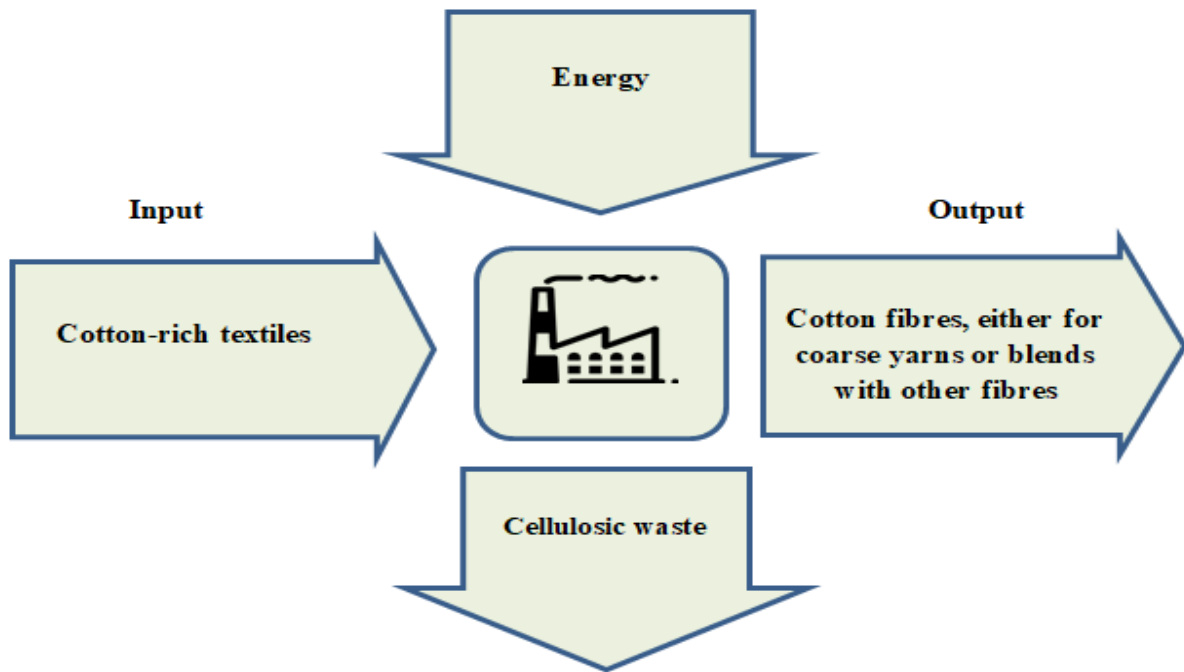 Energy
Input
Output
Cotton-rich textiles
Cotton fibres, either for
coarse yarns or blends
with other fibres
Cellulosic waste